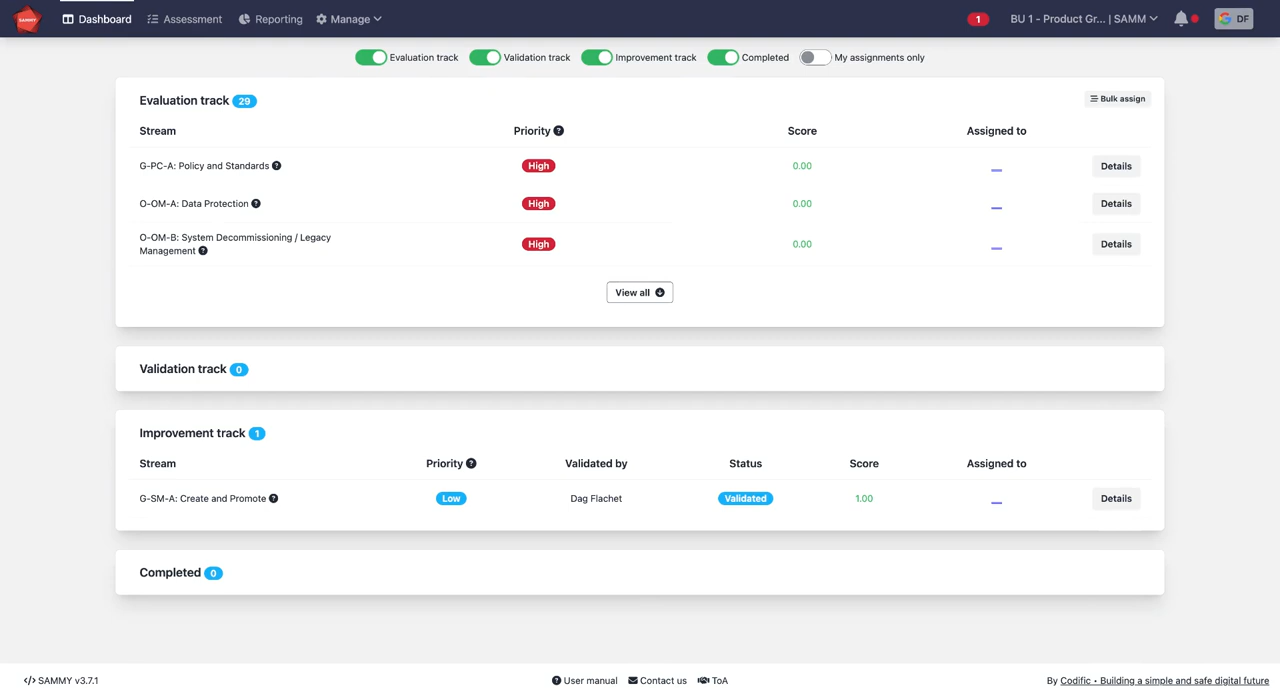 SAMMY
Dashboard
Assessment
Reporting
Manage
1
BU 1 - Product Gr... | SAMM
DF
Evaluation track
Validation track
Improvement track
Completed
My assignments only
Evaluation track 29
Bulk assign
Stream Priority Score Assigned to
G-PC-A: Policy and Standards High 0.00 Details
O-OM-A: Data Protection High 0.00 Details
O-OM-B: System Decommissioning / Legacy
Management High 0.00 Details
View all
Validation track 0
Improvement track 1
Stream Priority Validated by Status Score Assigned to
G-SM-A: Create and Promote Low Dag Flachet Validated 1.00 Details
Completed 0
</> SAMMY v3.7.1
User manual
Contact us
ToA
By Codific • Building a simple and safe digital future